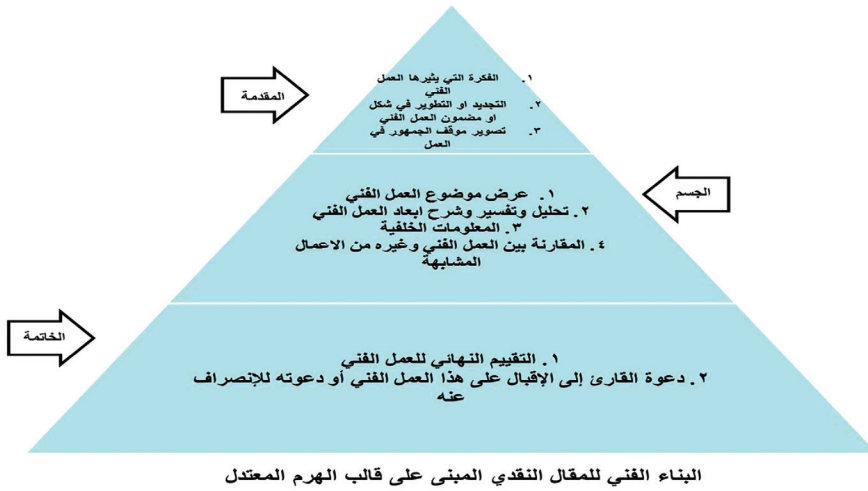 المقدمة
١. الفكرة التي يثيرها العمل
الفني
٢. التجديد او التطوير في شكل
او مضمون العمل الفني
٣. تصوير موقف الجمهور في
العمل
الجسم
١. عرض موضوع العمل الفني
٢. تحليل وتفسير وشرح ابعاد العمل الفني
٣. المعلومات الخلفية
٤. المقارنة بين العمل الفني وغيره من الاعمال
المشابهة
الخاتمة
١. التقييم النهائي للعمل الفني
٢. دعوة القارئ إلى الإقبال على هذا العمل الفني أو دعوته للإنصراف
عنه
البناء الفني للمقال النقدي المبنى على قالب الهرم المعتدل